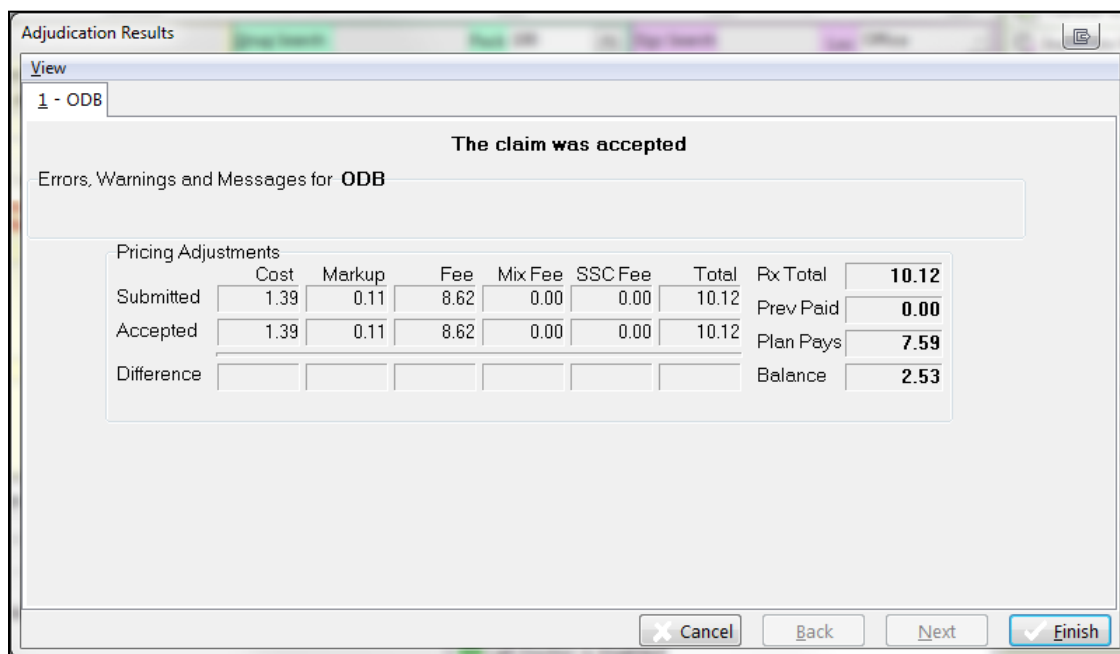 Adjudication Results
View
1 - ODB
The claim was accepted
Errors, Warnings and Messages for ODB
Pricing Adjustments
Cost Markup Fee Mix Fee SSC Fee Total
Submitted 1.39 0.11 8.62 0.00 0.00 10.12
Accepted 1.39 0.11 8.62 0.00 0.00 10.12
Difference
Rx Total 10.12
Prev Paid 0.00
Plan Pays 7.59
Balance 2.53
Cancel Back Next Finish